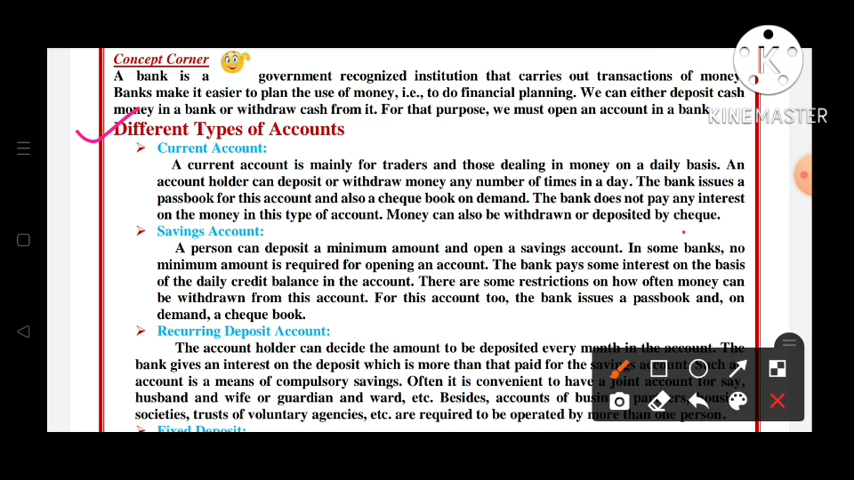 Concept Corner
A bank is a government recognized institution that carries out transactions of money.
Banks make it easier to plan the use of money, i.e., to do financial planning. We can either deposit cash
money in a bank or withdraw cash from it. For that purpose, we must open an account in a bank
KINEMASTER
Different Types of Accounts
Current Account:
A current account is mainly for traders and those dealing in money on a daily basis. An
account holder can deposit or withdraw money any number of times in a day. The bank issues a
passbook for this account and also a cheque book on demand. The bank does not pay any interest
on the money in this type of account. Money can also be withdrawn or deposited by cheque.
Savings Account:
A person can deposit a minimum amount and open a savings account. In some banks, no
minimum amount is required for opening an account. The bank pays some interest on the basis
of the daily credit balance in the account. There are some restrictions on how often money can
be withdrawn from this account. For this account too, the bank issues a passbook and, on
demand, a cheque book.
Recurring Deposit Account:
The account holder can decide the amount to be deposited every month in the account. The
bank gives an interest on the deposit which is more than that paid for the savings account. Such a
account is a means of compulsory savings. Often it is convenient to have a joint account for say,
husband and wife or guardian and ward, etc. Besides, accounts of business partners,
societies, trusts of voluntary agencies, etc. are required to be operated by more than one person.
Fixed Deposit: